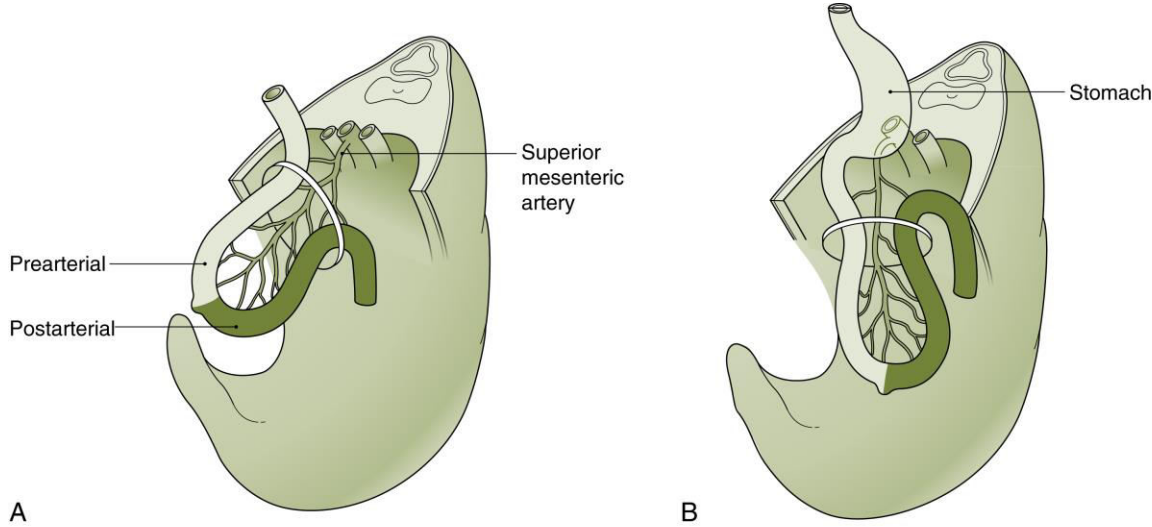 Stomach
Superior
mesenteric
artery
Prearterial
Postarterial
A
B